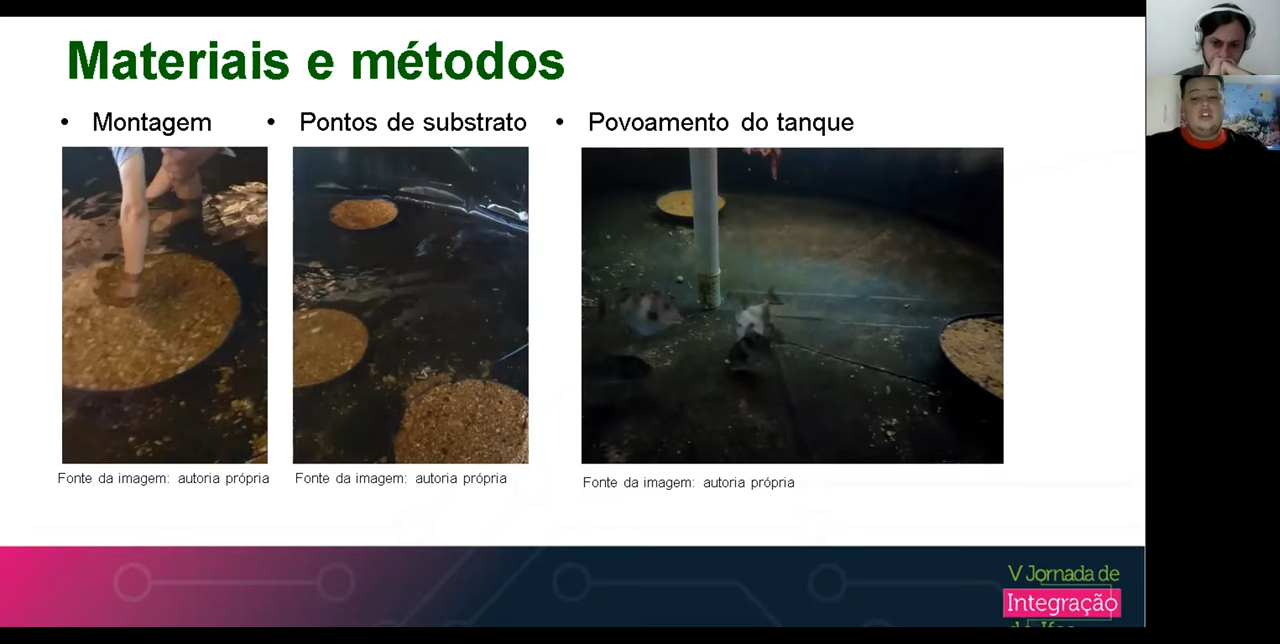 Materiais e métodos
• Montagem
• Pontos de substrato
• Povoamento do tanque
Fonte da imagem: autoria própria
Fonte da imagem: autoria própria
Fonte da imagem: autoria própria
V Jornada de
Integração